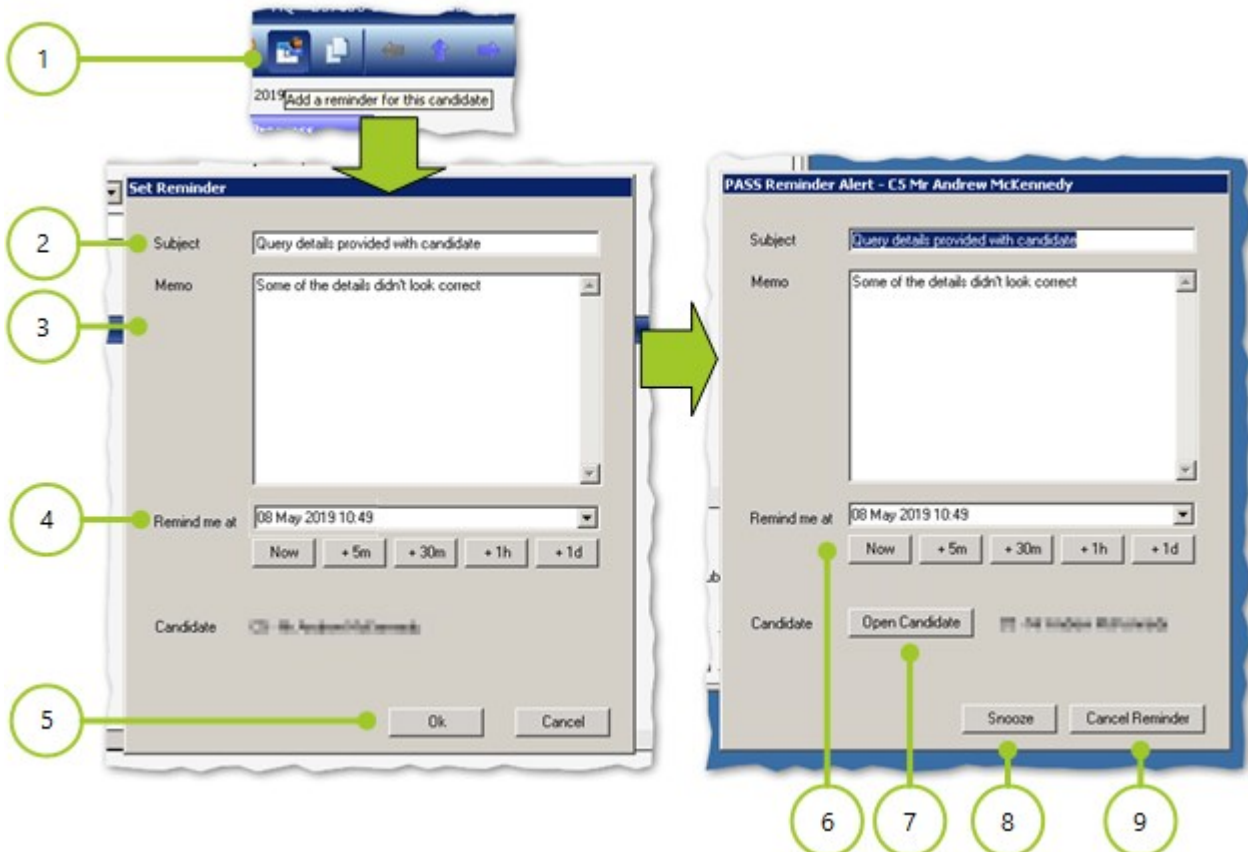 1
2019
Add a reminder for this candidate
Set Reminder
2
Subject
Query details provided with candidate
Memo
Some of the details didn't look correct
3
4
Remind me at
08 May 2019 10:49
Now + 5m + 30m + 1h + 1d
Candidate
5
Ok Cancel
PASS Reminder Alert - C5 Mr Andrew McKennedy
Subject
Query details provided with candidate
Memo
Some of the details didn't look correct
Remind me at
08 May 2019 10:49
Now + 5m + 30m + 1h + 1d
Candidate
Open Candidate
Snooze Cancel Reminder
6 7 8 9